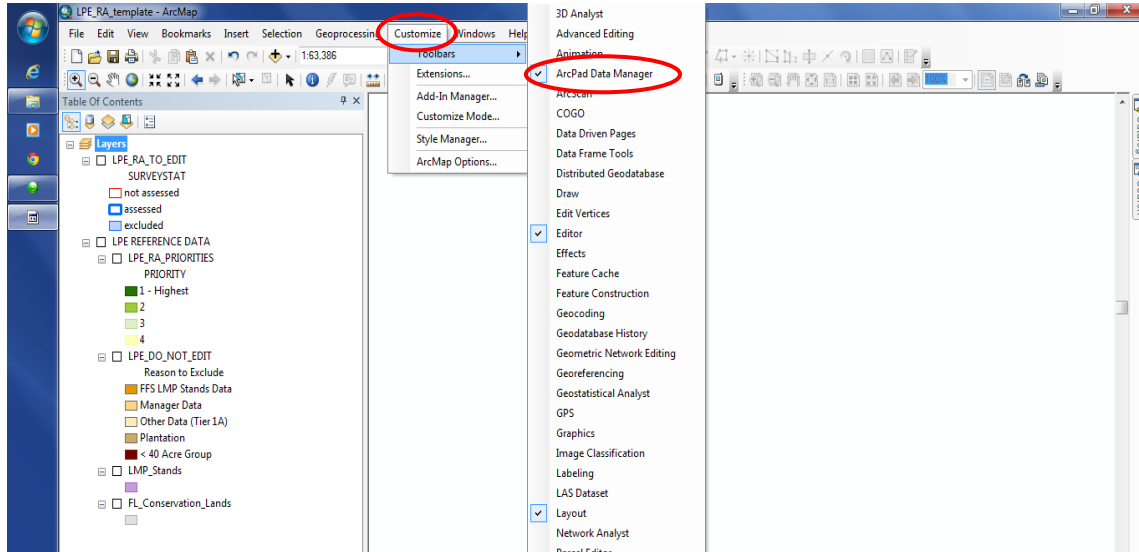 LPE_RA_template - ArcMap
File Edit View Bookmarks Insert Selection Geoprocessing Customize Windows Help
1:63,386
100%
Table Of Contents
Layers
LPE_RA_TO_EDIT
SURVEYSTAT
not assessed
assessed
excluded
LPE REFERENCE DATA
LPE_RA_PRIORITIES
PRIORITY
1 - Highest
2
3
4
LPE_DO_NOT_EDIT
Reason to Exclude
FFS LMP Stands Data
Manager Data
Other Data (Tier 1A)
Plantation
< 40 Acre Group
LMP_Stands
FL_Conservation_Lands
Toolbars
Extensions...
Add-In Manager...
Customize Mode...
Style Manager...
ArcMap Options...
3D Analyst
Advanced Editing
Animation
ArcPad Data Manager
ArcScan
COGO
Data Driven Pages
Data Frame Tools
Distributed Geodatabase
Draw
Edit Vertices
Editor
Effects
Feature Cache
Feature Construction
Geocoding
Geodatabase History
Geometric Network Editing
Georeferencing
Geostatistical Analyst
GPS
Graphics
Image Classification
Labeling
LAS Dataset
Layout
Network Analyst
Parcel Editor